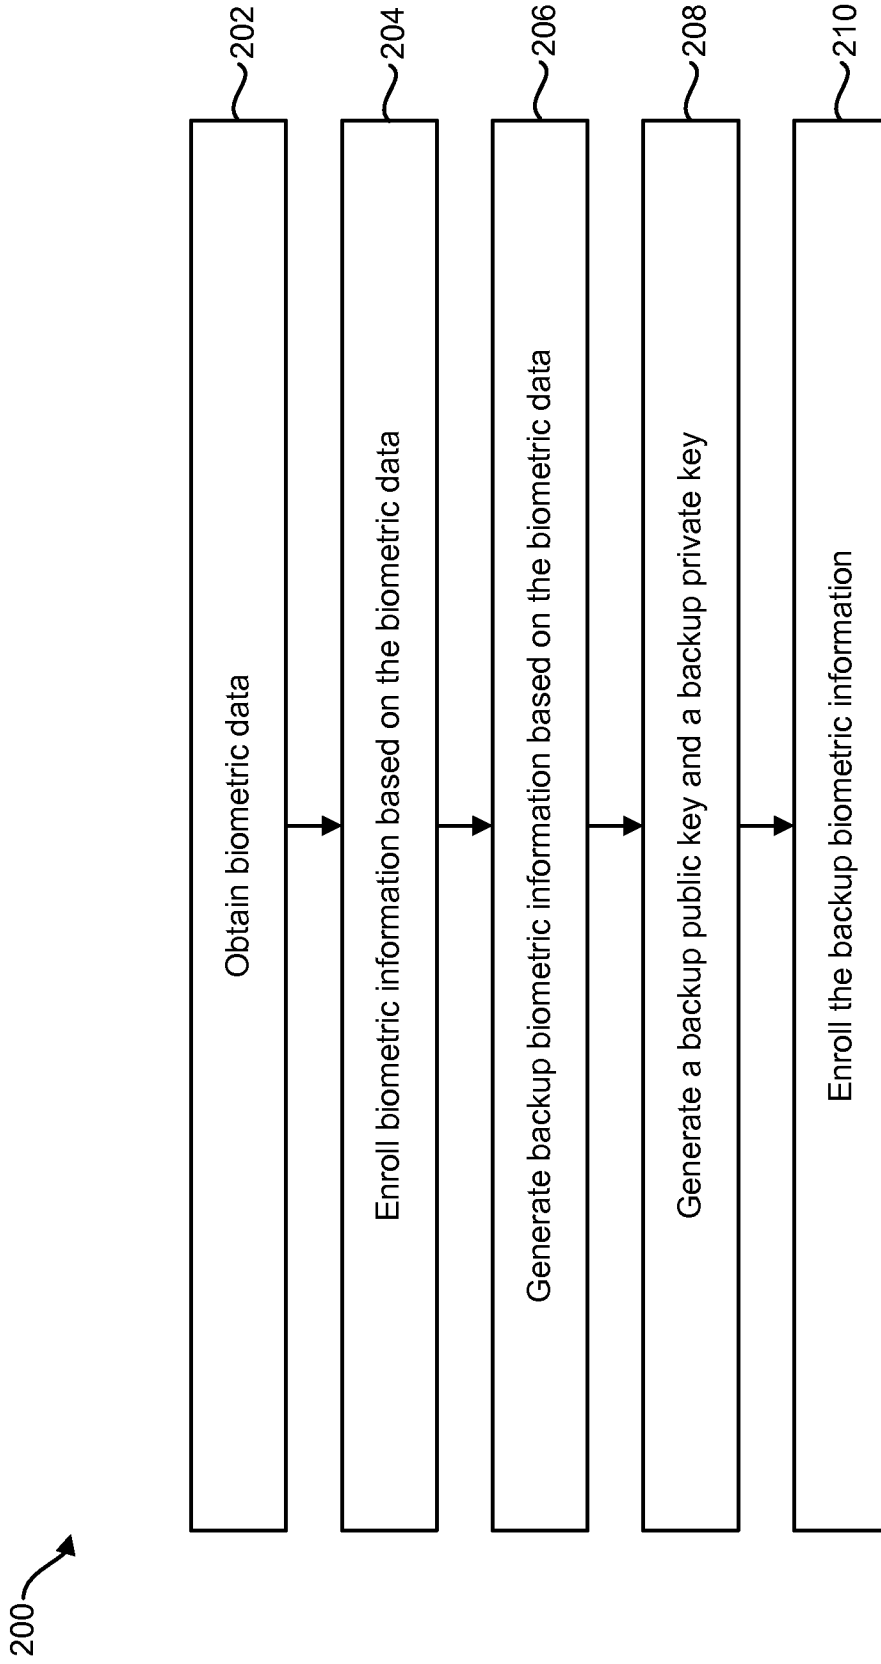 200
Obtain biometric data
202
Enroll biometric information based on the biometric data
204
Generate backup biometric information based on the biometric data
206
Generate a backup public key and a backup private key
208
Enroll the backup biometric information
210